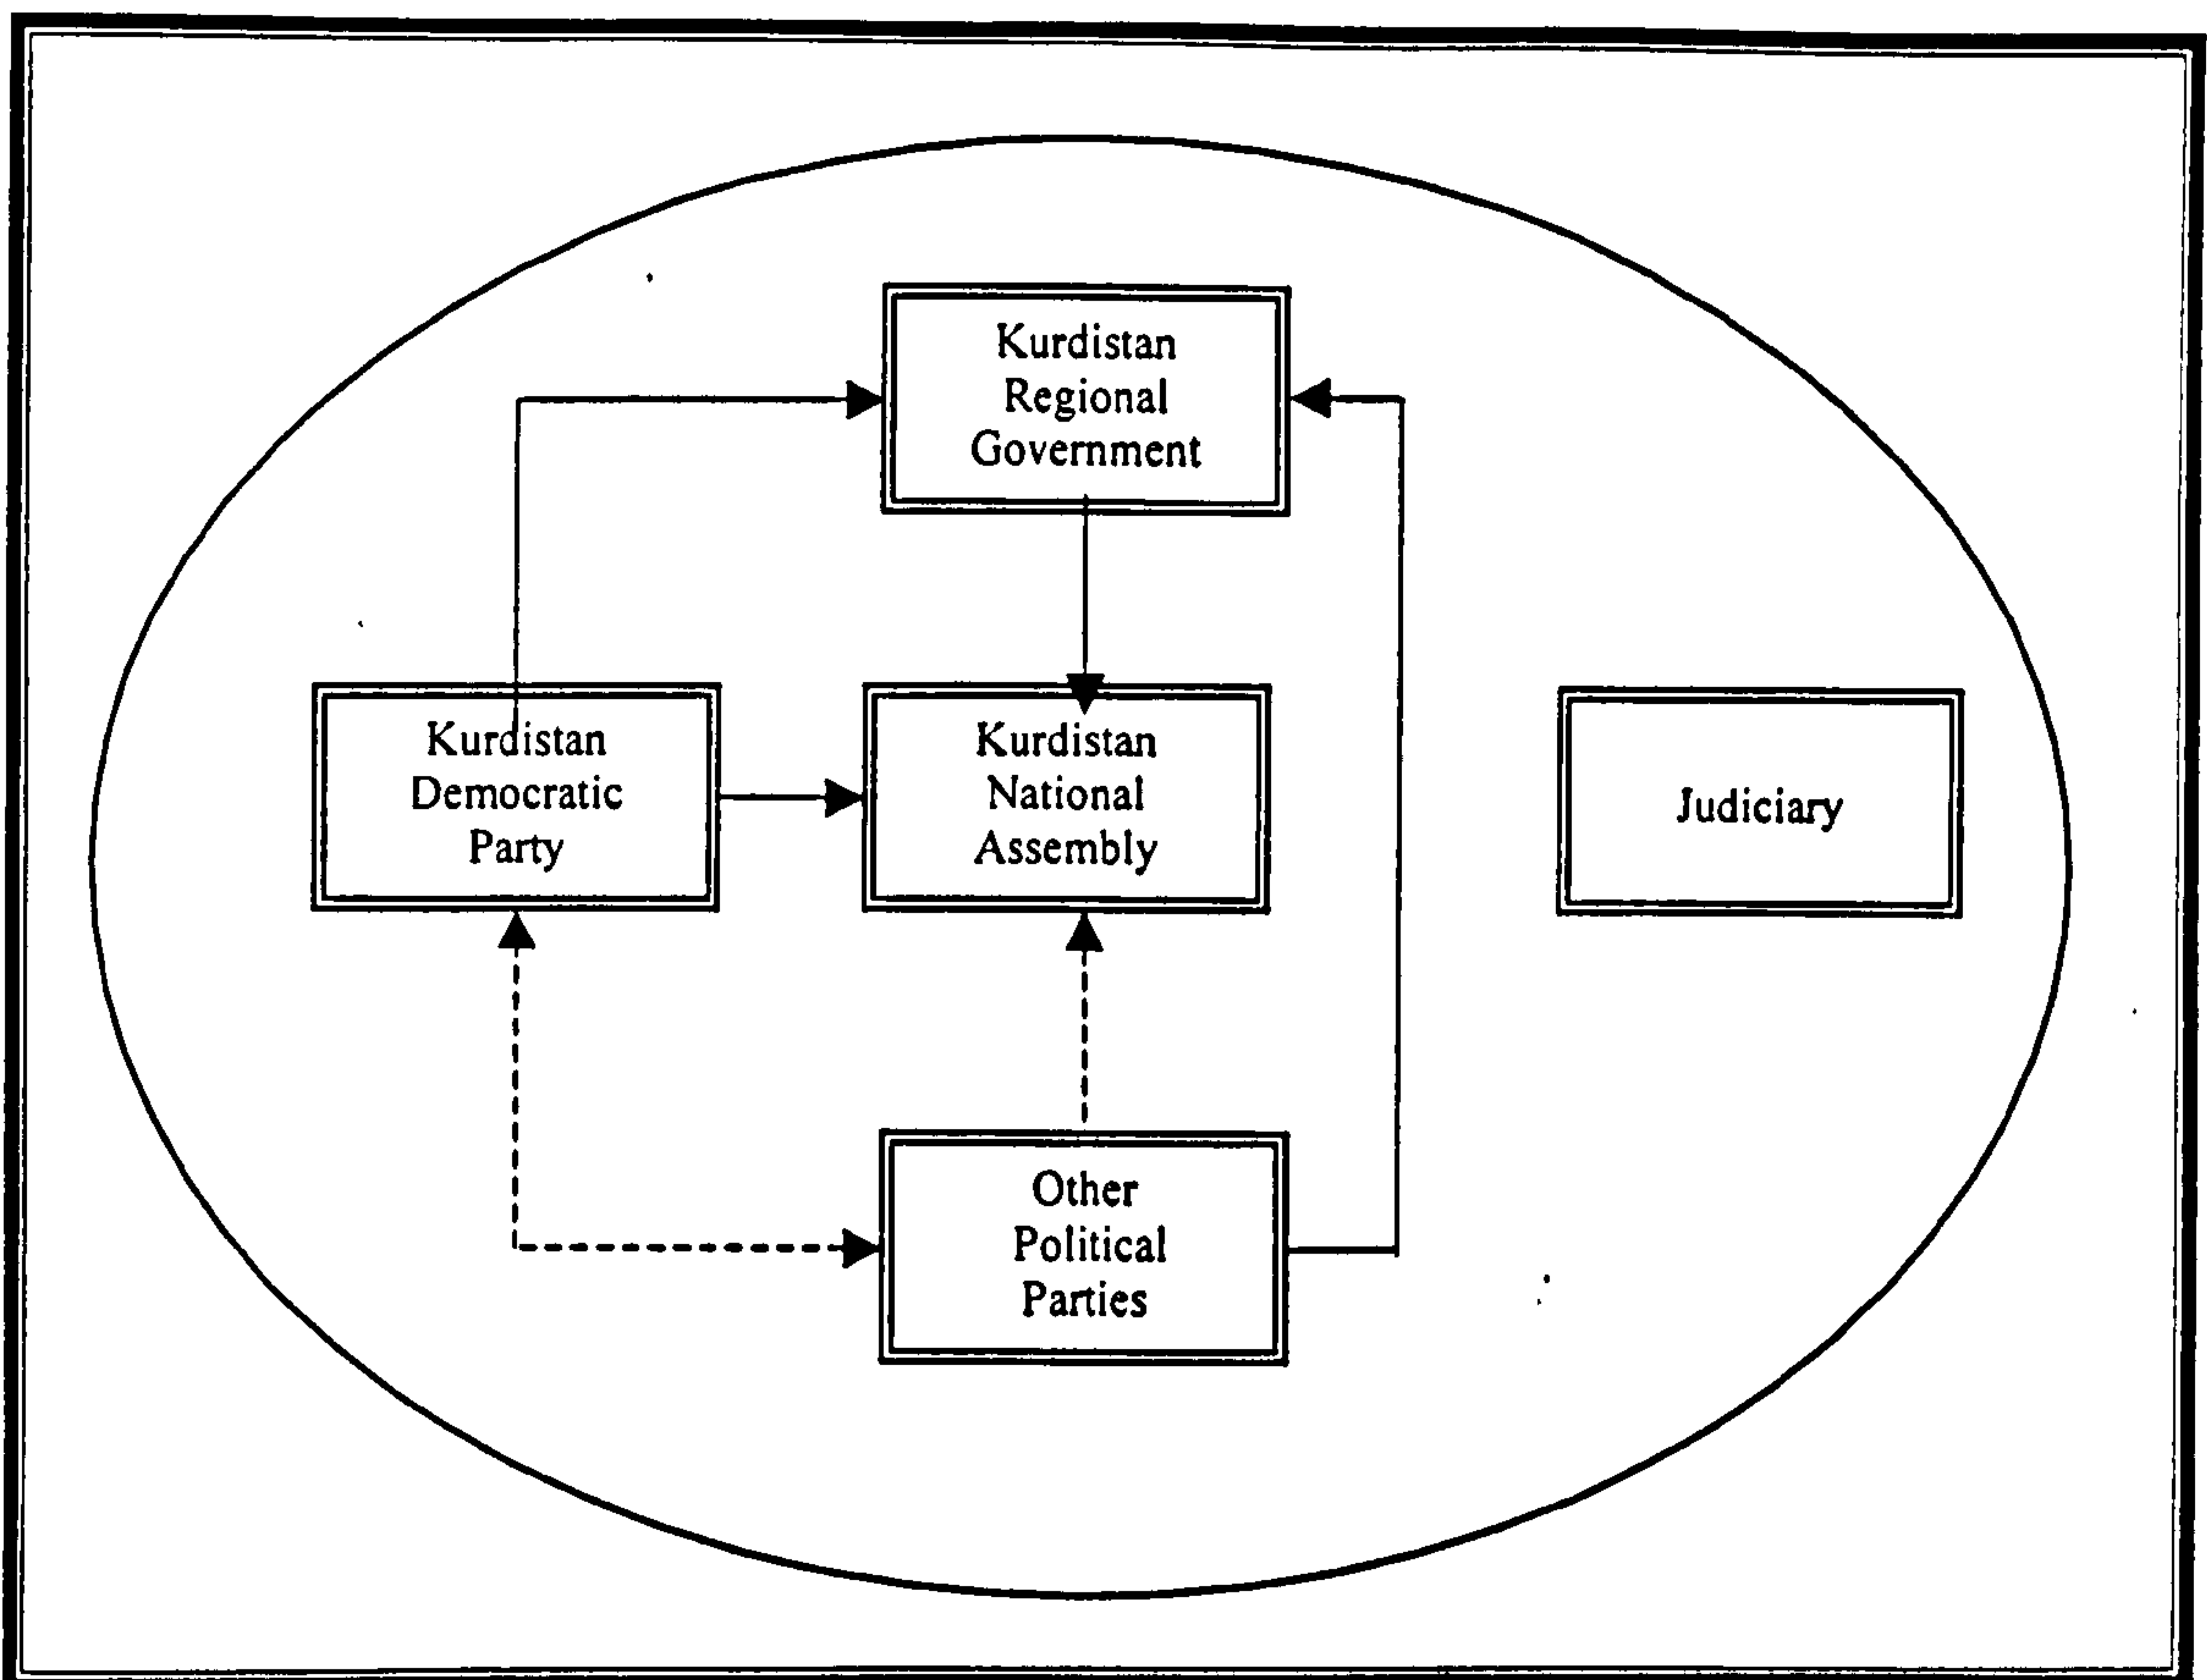 Kurdistan
Regional
Government
Kurdistan
Democratic
Party
Kurdistan
National
Assembly
Judiciary
Other
Political
Parties